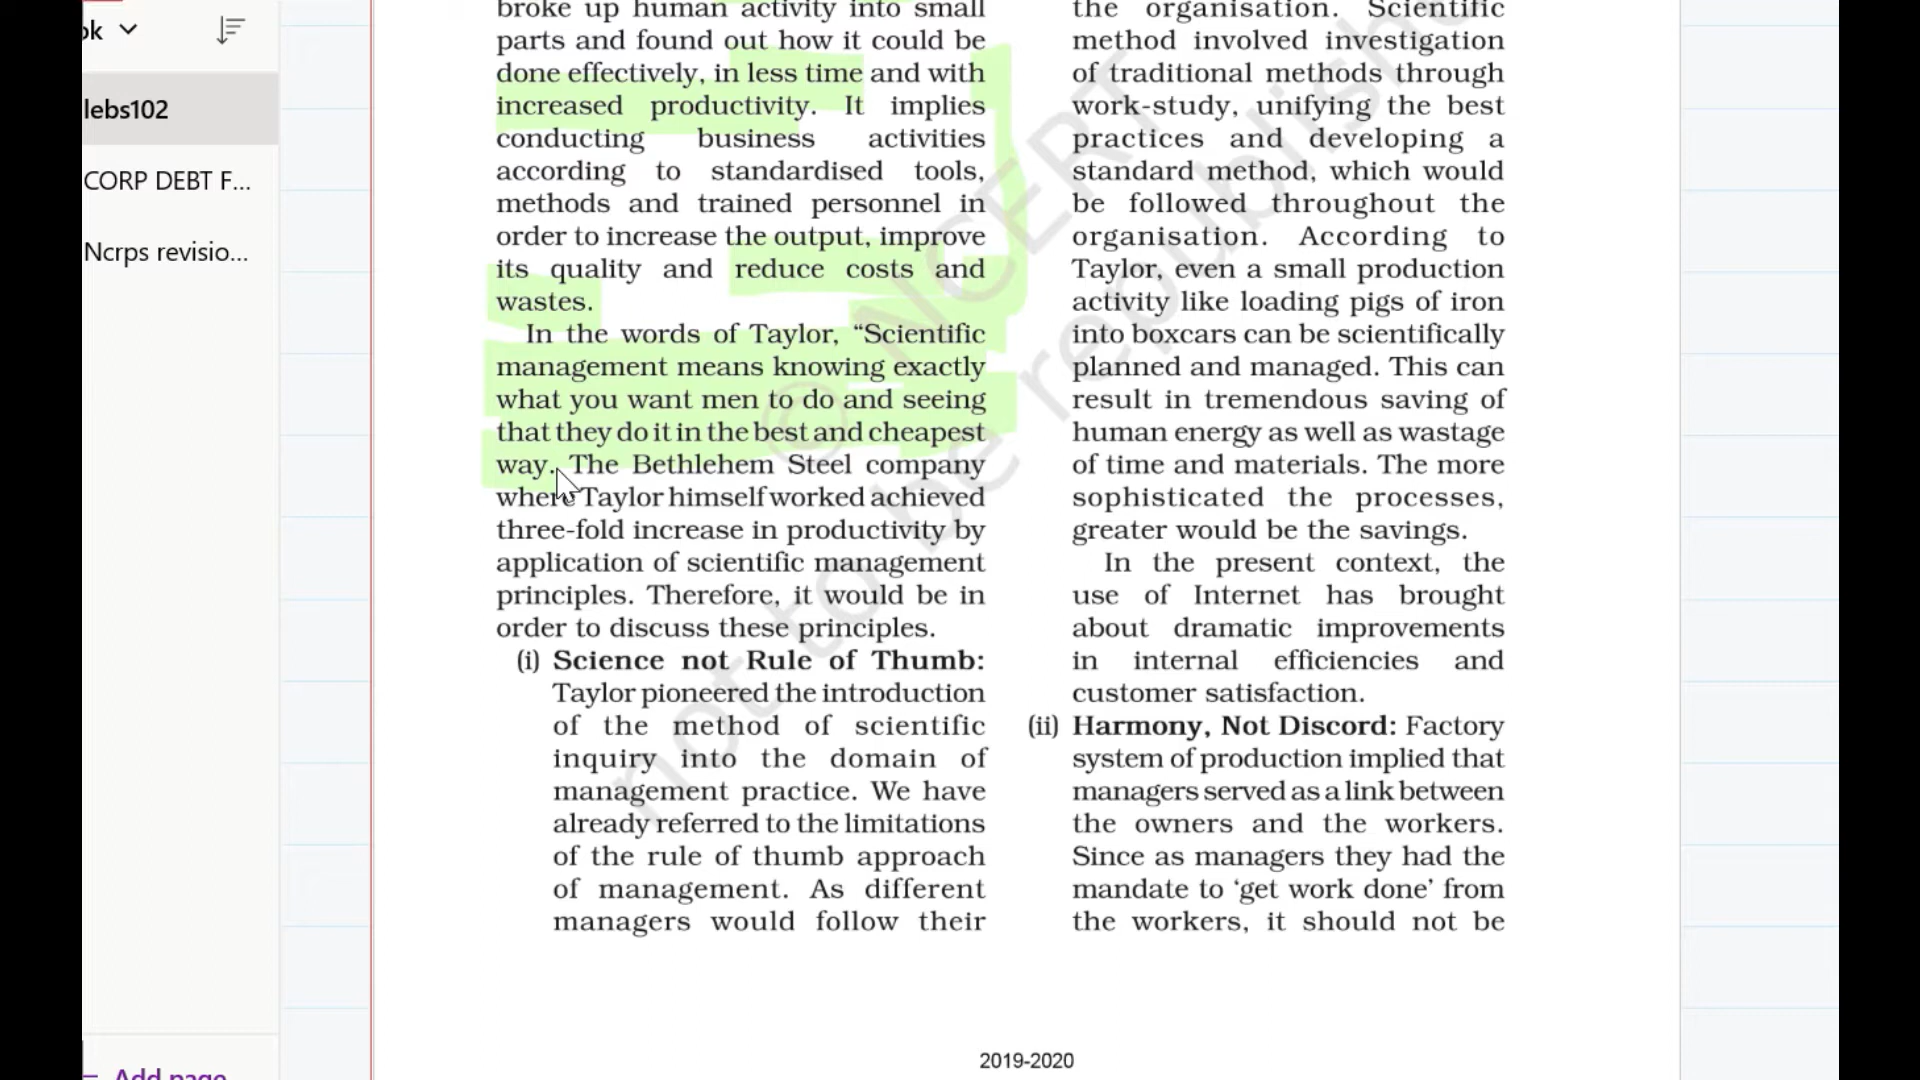 ok
lebs102
CORP DEBT F...
Ncrps revisio...
Add page
broke up human activity into small
parts and found out how it could be
done effectively, in less time and with
increased productivity. It implies
conducting business activities
according to standardised tools,
methods and trained personnel in
order to increase the output, improve
its quality and reduce costs and
wastes.
In the words of Taylor, “Scientific
management means knowing exactly
what you want men to do and seeing
that they do it in the best and cheapest
way. The Bethlehem Steel company
where Taylor himself worked achieved
three-fold increase in productivity by
application of scientific management
principles. Therefore, it would be in
order to discuss these principles.
(i) Science not Rule of Thumb:
Taylor pioneered the introduction
of the method of scientific
inquiry into the domain of
management practice. We have
already referred to the limitations
of the rule of thumb approach
of management. As different
managers would follow their
the organisation. Scientific
method involved investigation
of traditional methods through
work-study, unifying the best
practices and developing a
standard method, which would
be followed throughout the
organisation. According to
Taylor, even a small production
activity like loading pigs of iron
into boxcars can be scientifically
planned and managed. This can
result in tremendous saving of
human energy as well as wastage
of time and materials. The more
sophisticated the processes,
greater would be the savings.
In the present context, the
use of Internet has brought
about dramatic improvements
in internal efficiencies and
customer satisfaction.
(ii) Harmony, Not Discord: Factory
system of production implied that
managers served as a link between
the owners and the workers.
Since as managers they had the
mandate to ‘get work done’ from
the workers, it should not be
© NCERT
not to be republishe
2019-2020